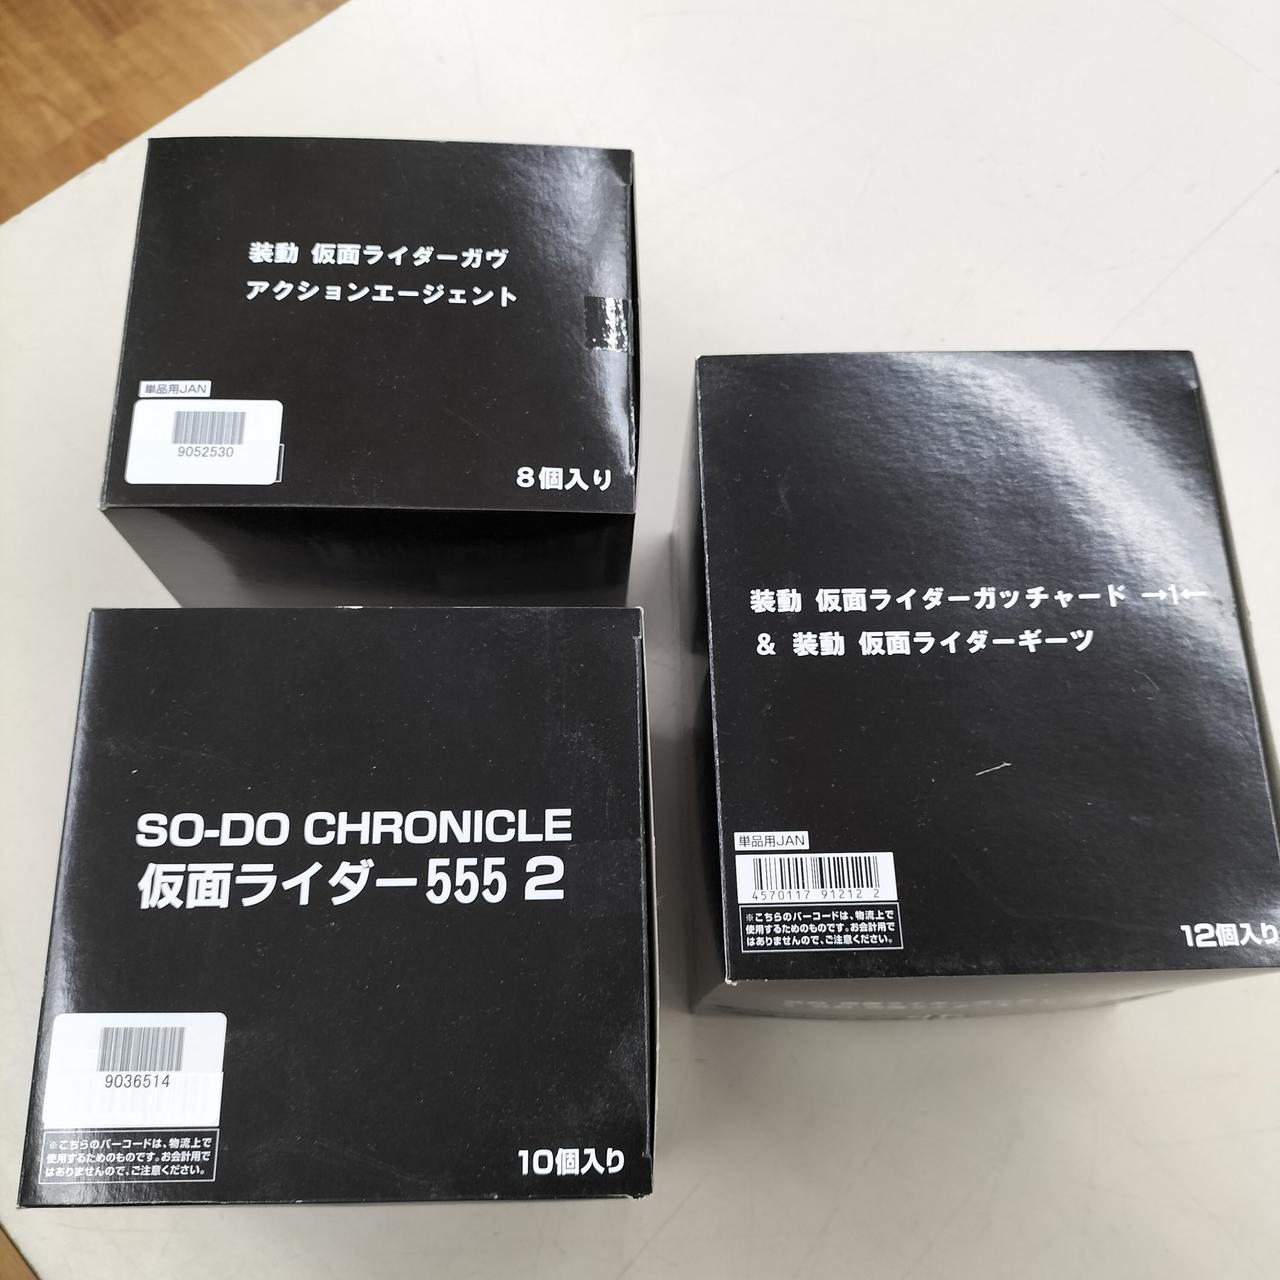 装動 仮面ライダーガヴ
アクションエージェント
単品用JAN
9052530
8個入り
SO-DO CHRONICLE
仮面ライダー555 2
9036514
※こちらのバーコードは、物流上で
使用するためのものです。お会計用で
はありませんので、ご注意ください。
10個入り
装動 仮面ライダーガッチャード →1←
& 装動 仮面ライダーギーツ
単品用JAN
4570117 91212 2
※こちらのバーコードは、物流上で
使用するためのものです。お会計用で
はありませんので、ご注意ください。
12個入り